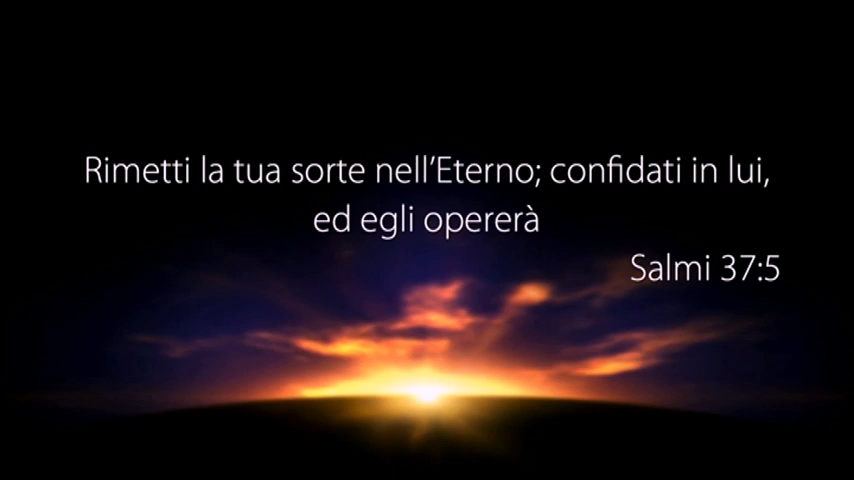 Rimetti la tua sorte nell’Eterno; confidati in lui,
ed egli opererà
Salmi 37:5